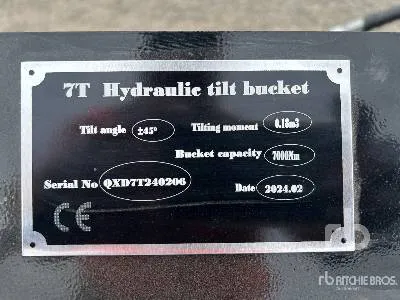 7T Hydraulic tilt bucket
Tilt angle ±45° Tilting moment 0.18m3
Bucket capacity 7000Nm
Serial No QXD7T240206 Date 2024.02
CE
rb RITCHIE BROS.